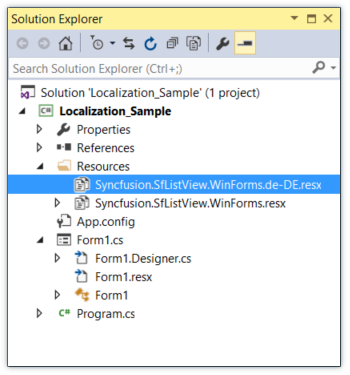 Solution Explorer
Search Solution Explorer (Ctrl+;)
Solution 'Localization_Sample' (1 project)
C# Localization_Sample
Properties
References
Resources
Syncfusion.SfListView.WinForms.de-DE.resx
Syncfusion.SfListView.WinForms.resx
App.config
Form1.cs
Form1.Designer.cs
Form1.resx
Form1
C# Program.cs